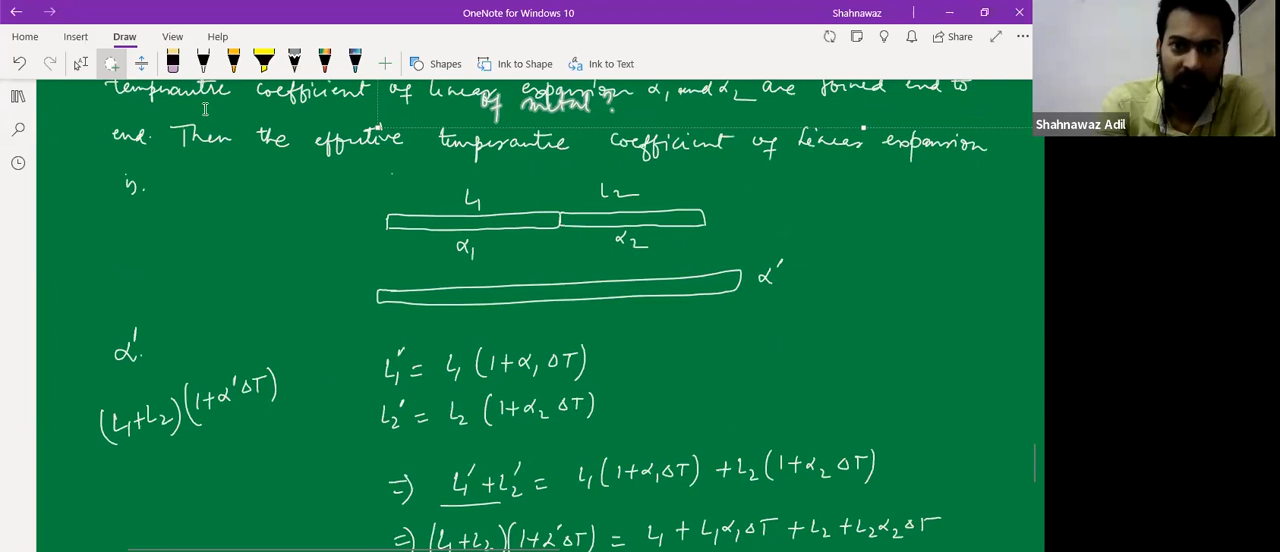 OneNote for Windows 10
Shahnawaz
Home Insert Draw View Help
Share
Shapes Ink to Shape Ink to Text
temperantre coefficient of linear expansion α₁ and α₂ are joined end to
of metal?
end. Then the effective temperantre coefficient of linear expansion
is.
L₁ L₂
α₁ α₂
α'
α'.
L₁' = L₁ (1+α₁ ΔT)
(L₁+L₂)(1+α'ΔT)
L₂' = L₂ (1+α₂ ΔT)
⇒ L₁'+L₂' = L₁(1+α₁ΔT) + L₂(1+α₂ΔT)
⇒ (L₁+L₂)(1+α'ΔT) = L₁ + L₁α₁ΔT + L₂ + L₂α₂ΔT
Shahnawaz Adil